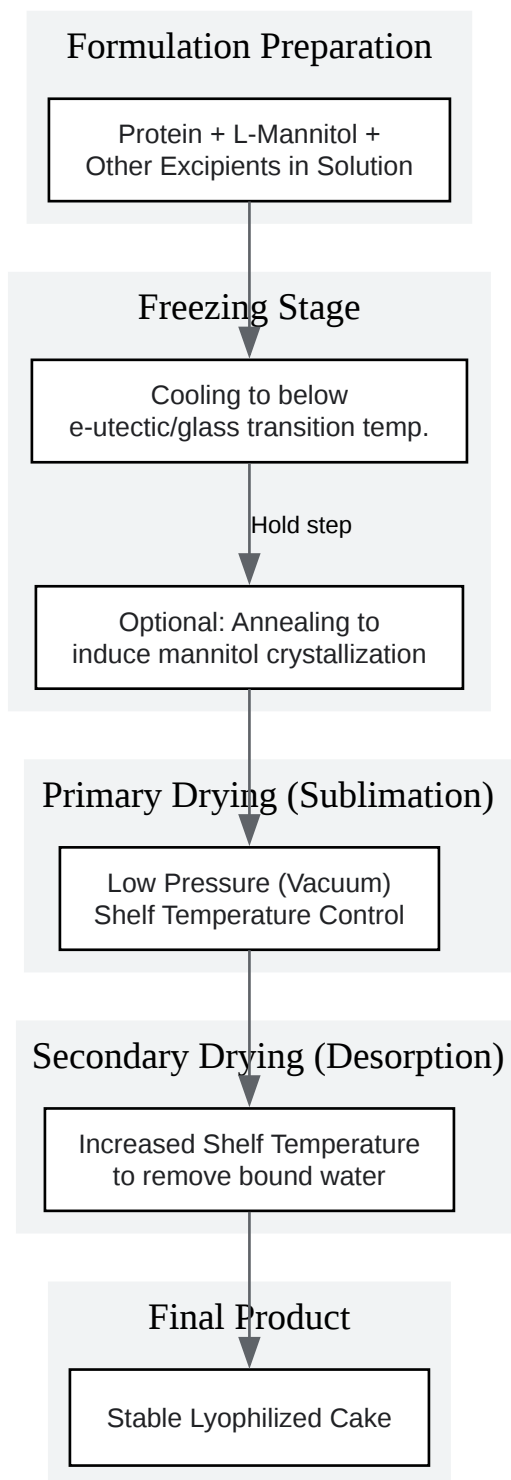 Formulation Preparation
Protein + L-Mannitol +
Other Excipients in Solution
Freezing Stage
Cooling to below
e-utectic/glass transition temp.
Hold step
Optional: Annealing to
induce mannitol crystallization
Primary Drying (Sublimation)
Low Pressure (Vacuum)
Shelf Temperature Control
Secondary Drying (Desorption)
Increased Shelf Temperature
to remove bound water
Final Product
Stable Lyophilized Cake